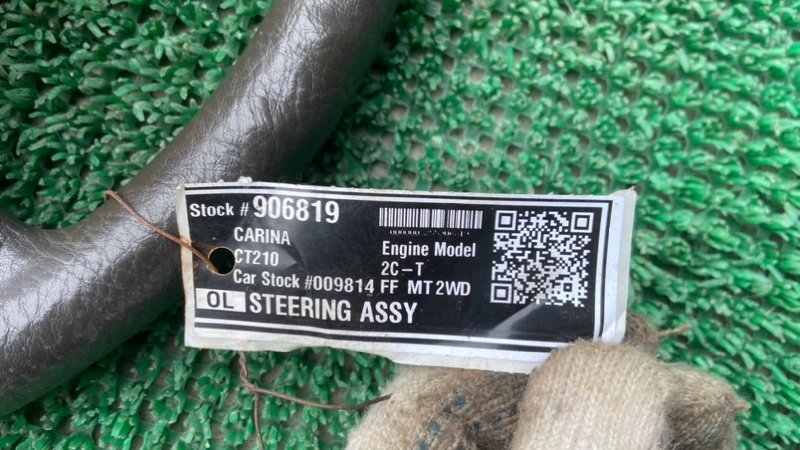 Stock # 906819
CARINA
CT210
Car Stock #009814
Engine Model
2C-T
FF MT 2WD
OL STEERING ASSY